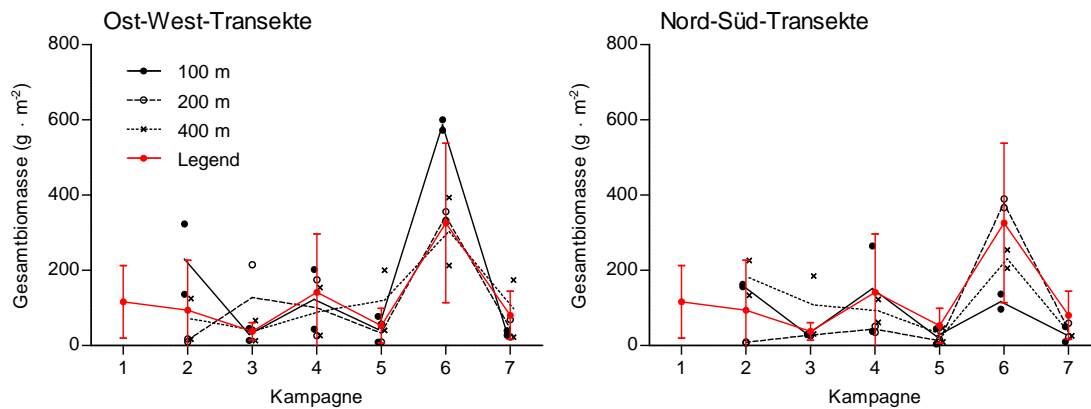 Ost-West-Transekte
800
600
400
200
0
Gesamtbiomasse (g · m-2)
100 m
200 m
400 m
Legend
1 2 3 4 5 6 7
Kampagne
Nord-Süd-Transekte
800
600
400
200
0
Gesamtbiomasse (g · m-2)
1 2 3 4 5 6 7
Kampagne